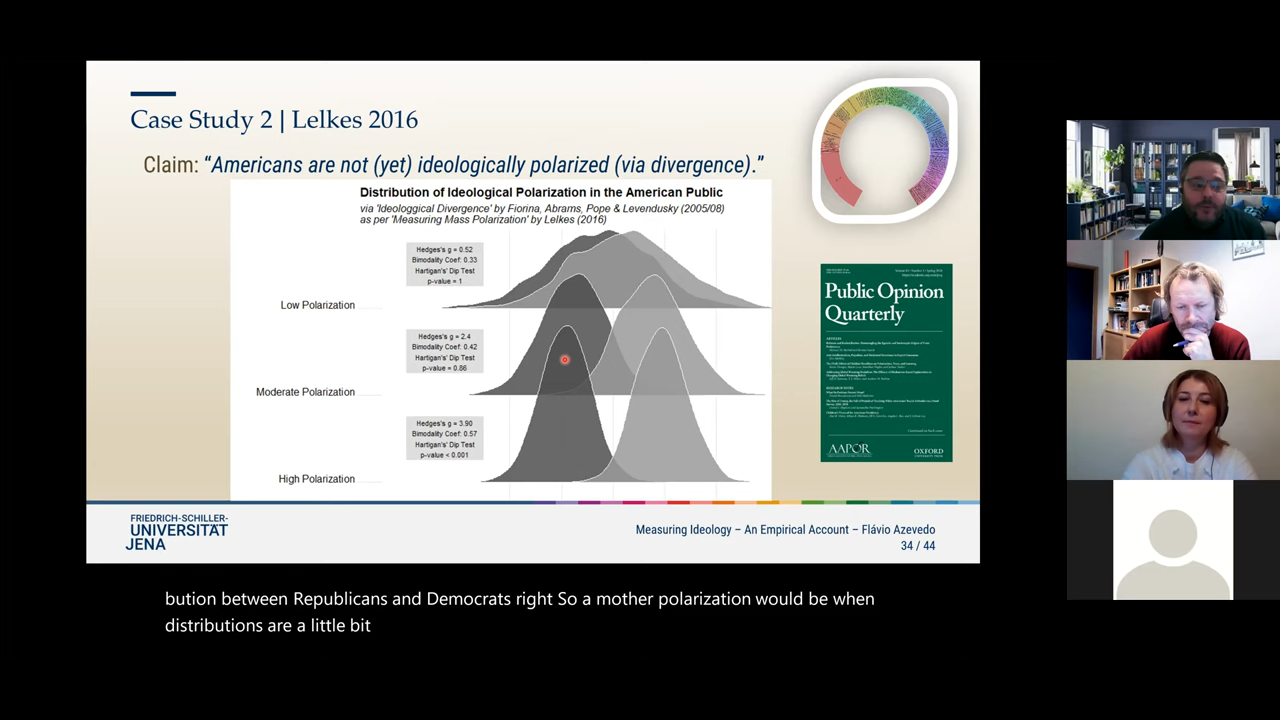 Case Study 2 | Lelkes 2016
Claim: “Americans are not (yet) ideologically polarized (via divergence).”
Distribution of Ideological Polarization in the American Public
via 'Ideologgical Divergence' by Fiorina, Abrams, Pope & Levendusky (2005/08)
as per 'Measuring Mass Polarization' by Lelkes (2016)
Hedges's g = 0.52
Bimodality Coef: 0.33
Hartigan's' Dip Test
p-value = 1
Low Polarization
Hedges's g = 2.4
Bimodality Coef: 0.42
Hartigan's' Dip Test
p-value = 0.86
Moderate Polarization
Hedges's g = 3.90
Bimodality Coef: 0.57
Hartigan's' Dip Test
p-value < 0.001
High Polarization
Public Opinion
Quarterly
AAPOR
OXFORD
FRIEDRICH-SCHILLER-
UNIVERSITÄT
JENA
Measuring Ideology – An Empirical Account – Flávio Azevedo
34 / 44
bution between Republicans and Democrats right So a mother polarization would be when
distributions are a little bit